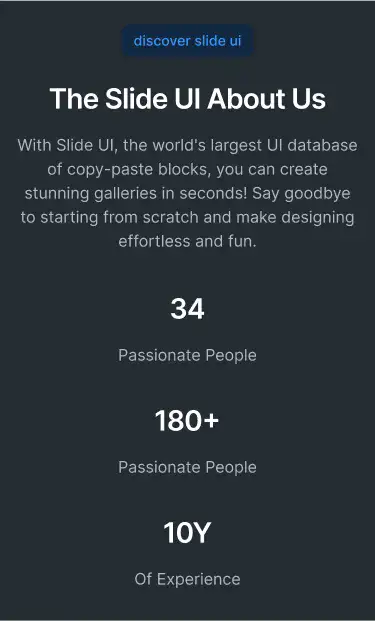 discover slide ui
The Slide UI About Us
With Slide UI, the world's largest UI database
of copy-paste blocks, you can create
stunning galleries in seconds! Say goodbye
to starting from scratch and make designing
effortless and fun.
34
Passionate People
180+
Passionate People
10Y
Of Experience